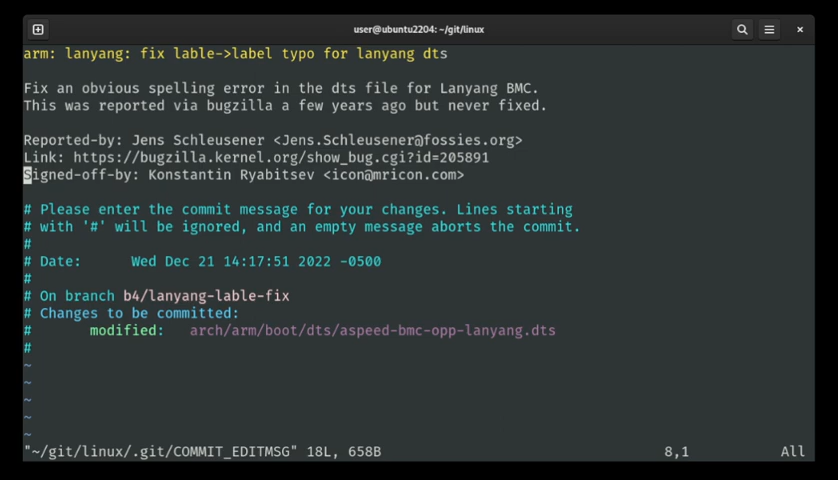 user@ubuntu2204: ~/git/linux
arm: lanyang: fix lable->label typo for lanyang dts
Fix an obvious spelling error in the dts file for Lanyang BMC.
This was reported via bugzilla a few years ago but never fixed.
Reported-by: Jens Schleusener <Jens.Schleusener@fossies.org>
Link: https://bugzilla.kernel.org/show_bug.cgi?id=205891
Signed-off-by: Konstantin Ryabitsev <icon@mricon.com>
# Please enter the commit message for your changes. Lines starting
# with '#' will be ignored, and an empty message aborts the commit.
#
# Date:      Wed Dec 21 14:17:51 2022 -0500
#
# On branch b4/lanyang-lable-fix
# Changes to be committed:
#       modified:   arch/arm/boot/dts/aspeed-bmc-opp-lanyang.dts
#
~
~
~
~
~
"~/git/linux/.git/COMMIT_EDITMSG" 18L, 658B 8,1 All